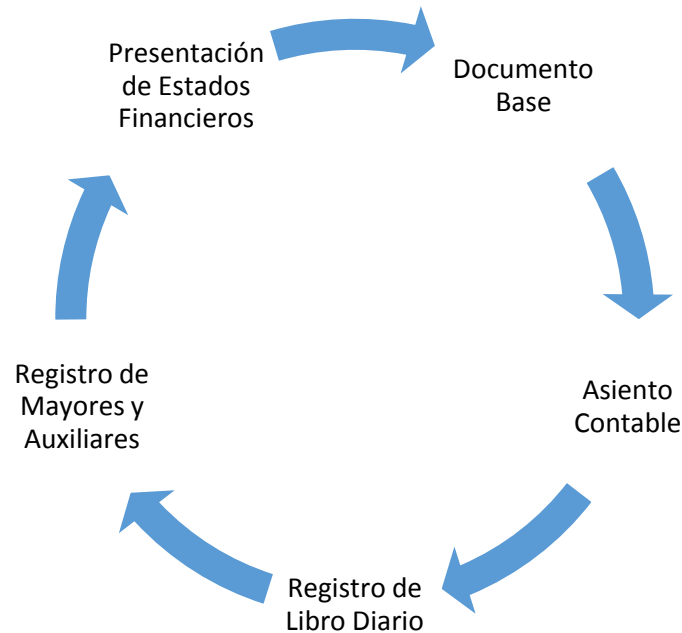 Presentación
de Estados
Financieros
Documento
Base
Asiento
Contable
Registro de
Libro Diario
Registro de
Mayores y
Auxiliares